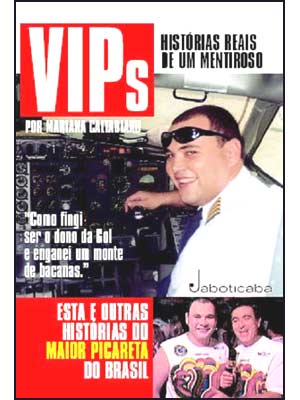 VIPs
HISTÓRIAS REAIS
DE UM MENTIROSO
POR MARIANA CALTABIANO
"Como fingi
ser o dono da Gol
e enganei um monte
de bacanas."
Jaboticaba
ESTA E OUTRAS
HISTÓRIAS DO
MAIOR PICARETA
DO BRASIL